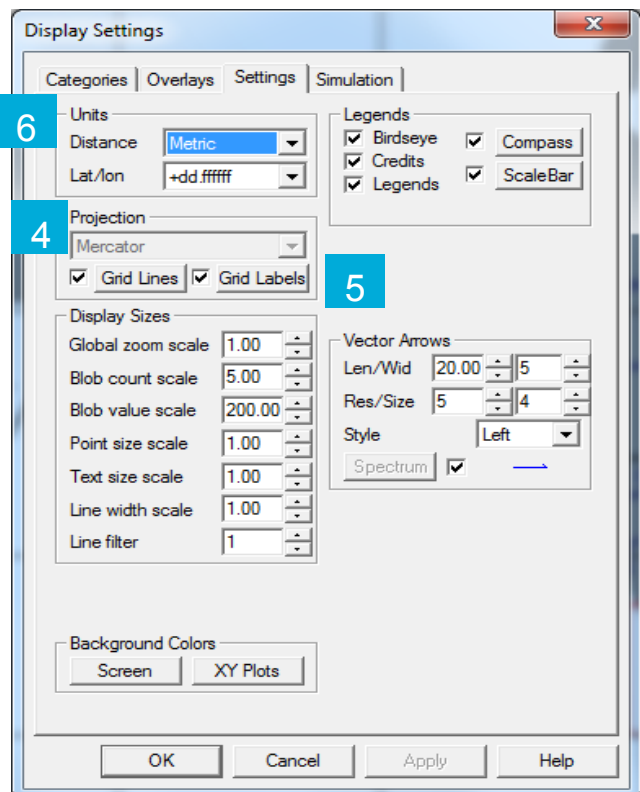 Display Settings
Categories Overlays Settings Simulation
6
Units
Distance Metric
Lat/lon +dd.ffffff
Legends
Birdseye Compass
Credits
Legends ScaleBar
4
Projection
Mercator
Grid Lines Grid Labels
5
Display Sizes
Global zoom scale 1.00
Blob count scale 5.00
Blob value scale 200.00
Point size scale 1.00
Text size scale 1.00
Line width scale 1.00
Line filter 1
Vector Arrows
Len/Wid 20.00 5
Res/Size 5 4
Style Left
Spectrum
Background Colors
Screen XY Plots
OK Cancel Apply Help